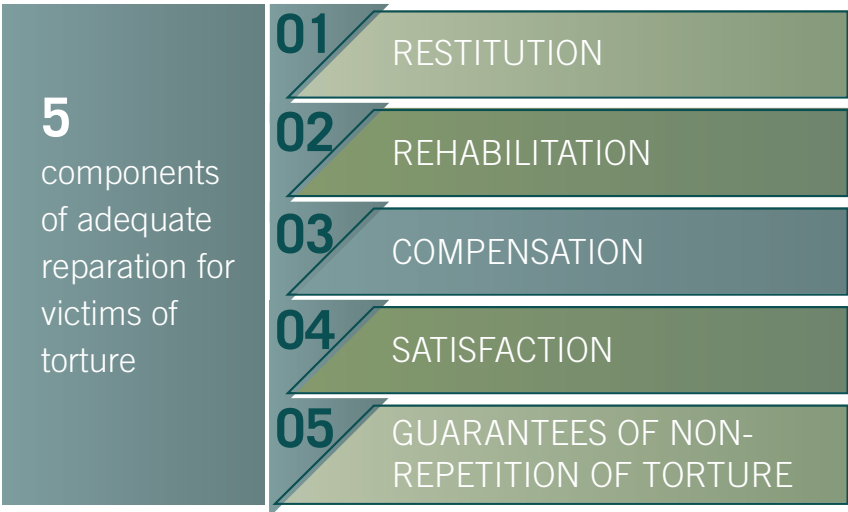 5
components
of adequate
reparation for
victims of
torture
01
RESTITUTION
02
REHABILITATION
03
COMPENSATION
04
SATISFACTION
05
GUARANTEES OF NON-
REPETITION OF TORTURE